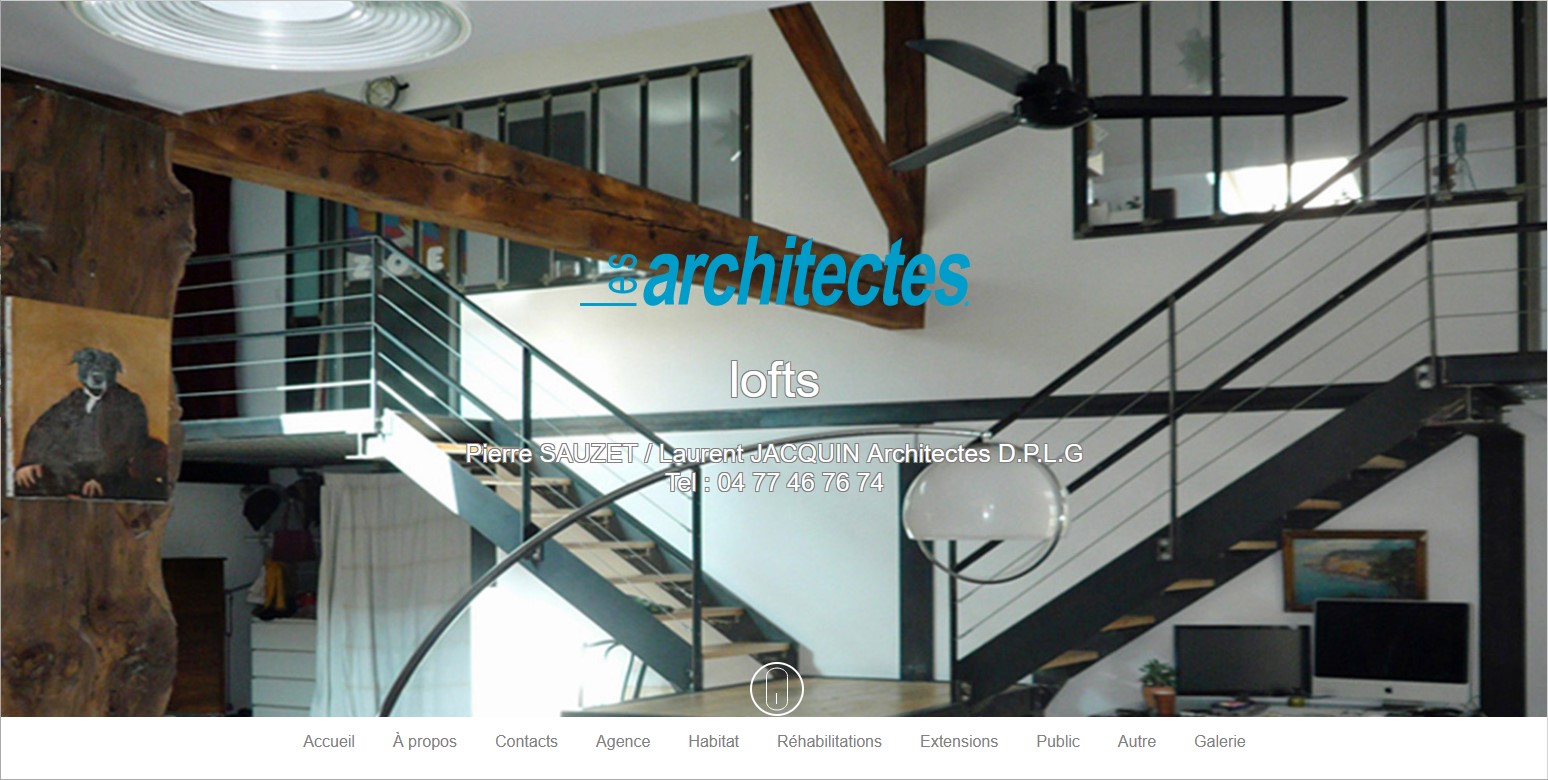 les architectes
lofts
Pierre SAUZET / Laurent JACQUIN Architectes D.P.L.G
Tel : 04 77 46 76 74
Accueil À propos Contacts Agence Habitat Réhabilitations Extensions Public Autre Galerie